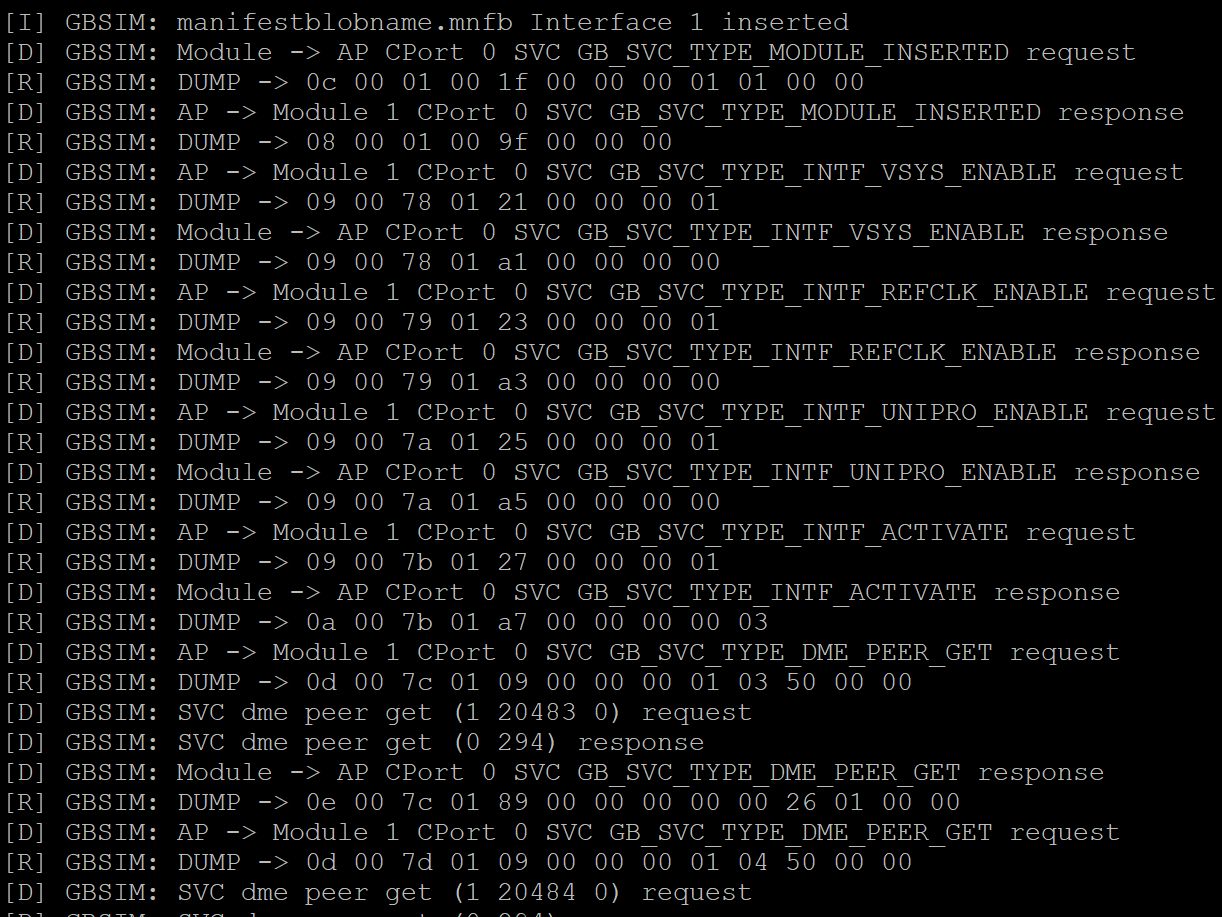 [I] GBSIM: manifestblobname.mnfb Interface 1 inserted
[D] GBSIM: Module -> AP CPort 0 SVC GB_SVC_TYPE_MODULE_INSERTED request
[R] GBSIM: DUMP -> 0c 00 01 00 1f 00 00 00 01 01 00 00
[D] GBSIM: AP -> Module 1 CPort 0 SVC GB_SVC_TYPE_MODULE_INSERTED response
[R] GBSIM: DUMP -> 08 00 01 00 9f 00 00 00
[D] GBSIM: AP -> Module 1 CPort 0 SVC GB_SVC_TYPE_INTF_VSYS_ENABLE request
[R] GBSIM: DUMP -> 09 00 78 01 21 00 00 00 01
[D] GBSIM: Module -> AP CPort 0 SVC GB_SVC_TYPE_INTF_VSYS_ENABLE response
[R] GBSIM: DUMP -> 09 00 78 01 a1 00 00 00 00
[D] GBSIM: AP -> Module 1 CPort 0 SVC GB_SVC_TYPE_INTF_REFCLK_ENABLE request
[R] GBSIM: DUMP -> 09 00 79 01 23 00 00 00 01
[D] GBSIM: Module -> AP CPort 0 SVC GB_SVC_TYPE_INTF_REFCLK_ENABLE response
[R] GBSIM: DUMP -> 09 00 79 01 a3 00 00 00 00
[D] GBSIM: AP -> Module 1 CPort 0 SVC GB_SVC_TYPE_INTF_UNIPRO_ENABLE request
[R] GBSIM: DUMP -> 09 00 7a 01 25 00 00 00 01
[D] GBSIM: Module -> AP CPort 0 SVC GB_SVC_TYPE_INTF_UNIPRO_ENABLE response
[R] GBSIM: DUMP -> 09 00 7a 01 a5 00 00 00 00
[D] GBSIM: AP -> Module 1 CPort 0 SVC GB_SVC_TYPE_INTF_ACTIVATE request
[R] GBSIM: DUMP -> 09 00 7b 01 27 00 00 00 01
[D] GBSIM: Module -> AP CPort 0 SVC GB_SVC_TYPE_INTF_ACTIVATE response
[R] GBSIM: DUMP -> 0a 00 7b 01 a7 00 00 00 00 03
[D] GBSIM: AP -> Module 1 CPort 0 SVC GB_SVC_TYPE_DME_PEER_GET request
[R] GBSIM: DUMP -> 0d 00 7c 01 09 00 00 00 01 03 50 00 00
[D] GBSIM: SVC dme peer get (1 20483 0) request
[D] GBSIM: SVC dme peer get (0 294) response
[D] GBSIM: Module -> AP CPort 0 SVC GB_SVC_TYPE_DME_PEER_GET response
[R] GBSIM: DUMP -> 0e 00 7c 01 89 00 00 00 00 00 26 01 00 00
[D] GBSIM: AP -> Module 1 CPort 0 SVC GB_SVC_TYPE_DME_PEER_GET request
[R] GBSIM: DUMP -> 0d 00 7d 01 09 00 00 00 01 04 50 00 00
[D] GBSIM: SVC dme peer get (1 20484 0) request